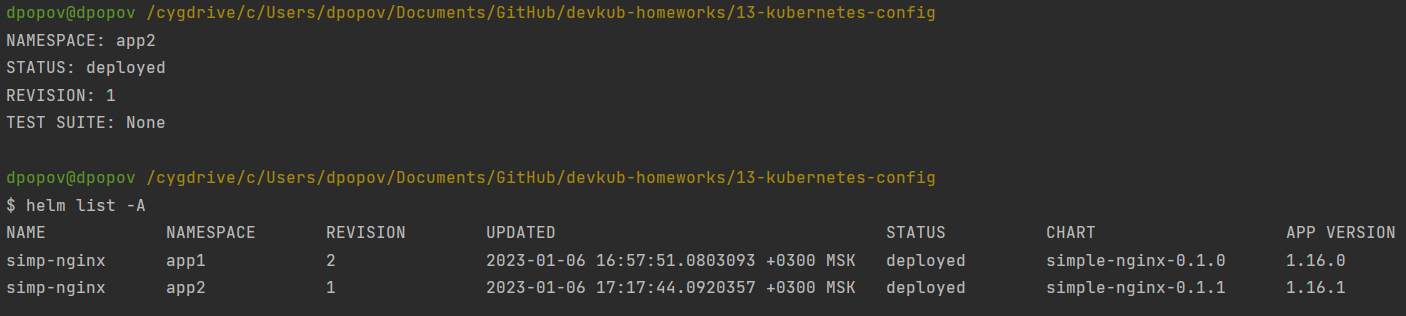 dpopov@dpopov /cygdrive/c/Users/dpopov/Documents/GitHub/devkub-homeworks/13-kubernetes-config
NAMESPACE: app2
STATUS: deployed
REVISION: 1
TEST SUITE: None
dpopov@dpopov /cygdrive/c/Users/dpopov/Documents/GitHub/devkub-homeworks/13-kubernetes-config
$ helm list -A
NAME            NAMESPACE       REVISION        UPDATED                                 STATUS          CHART                   APP VERSION
simp-nginx      app1            2               2023-01-06 16:57:51.0803093 +0300 MSK   deployed        simple-nginx-0.1.0      1.16.0
simp-nginx      app2            1               2023-01-06 17:17:44.0920357 +0300 MSK   deployed        simple-nginx-0.1.1      1.16.1